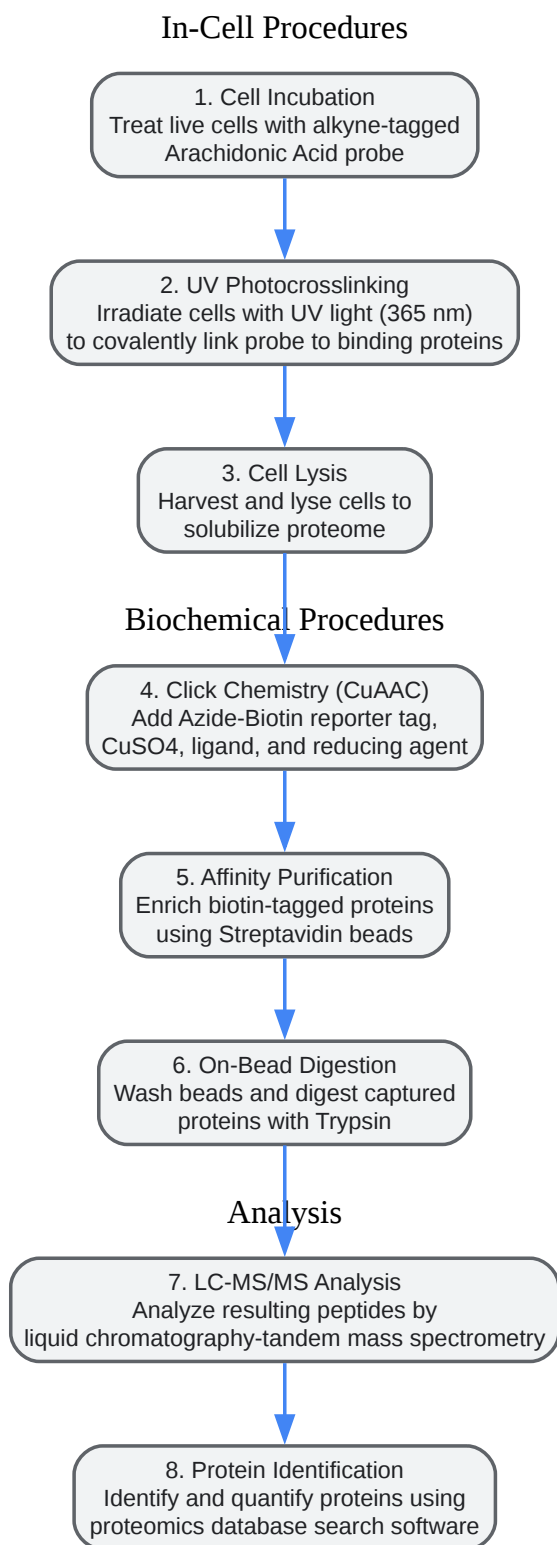 In-Cell Procedures
1. Cell Incubation
Treat live cells with alkyne-tagged
Arachidonic Acid probe
2. UV Photocrosslinking
Irradiate cells with UV light (365 nm)
to covalently link probe to binding proteins
3. Cell Lysis
Harvest and lyse cells to
solubilize proteome
Biochemical Procedures
4. Click Chemistry (CuAAC)
Add Azide-Biotin reporter tag,
CuSO4, ligand, and reducing agent
5. Affinity Purification
Enrich biotin-tagged proteins
using Streptavidin beads
6. On-Bead Digestion
Wash beads and digest captured
proteins with Trypsin
Analysis
7. LC-MS/MS Analysis
Analyze resulting peptides by
liquid chromatography-tandem mass spectrometry
8. Protein Identification
Identify and quantify proteins using
proteomics database search software